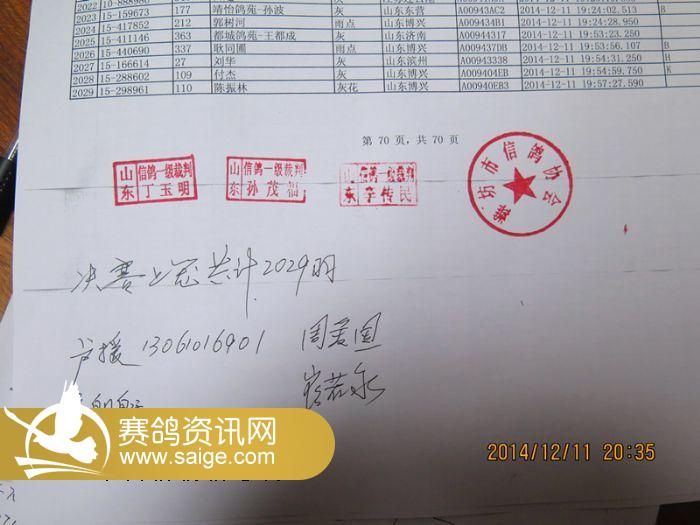 2023 15-159673 177 靖怡鸽苑-孙波 灰 山东东营 A00943AC2 2014-12-11 19:24:02.513 B
2024 15-417852 212 郭树河 雨点 山东博兴 A009434B1 2014-12-11 19:24:28.950
2025 15-411146 363 都城鸽苑-王都成 灰 山东济南 A00944317 2014-12-11 19:53:23.250
2026 15-440690 337 耿同圃 雨点 山东博兴 A009437DB 2014-12-11 19:53:56.107 B
2027 15-166614 27 刘华 灰 山东滨州 A00943338 2014-12-11 19:54:31.250 H
2028 15-288602 109 付杰 灰 山东博兴 A009404EB 2014-12-11 19:54:59.750 K
2029 15-298961 110 陈振林 灰花 山东博兴 A00940EB3 2014-12-11 19:57:27.590
第 70 页，共 70 页
山东 信鸽一级裁判 丁玉明
山东 信鸽一级裁判 孙茂福
山东 信鸽一级裁判 李传民
潍坊市信鸽协会
决赛上笼共计2029羽
声援 13061016901 周爱国
赛鸽资讯网
www.saige.com
2014/12/11 20:35